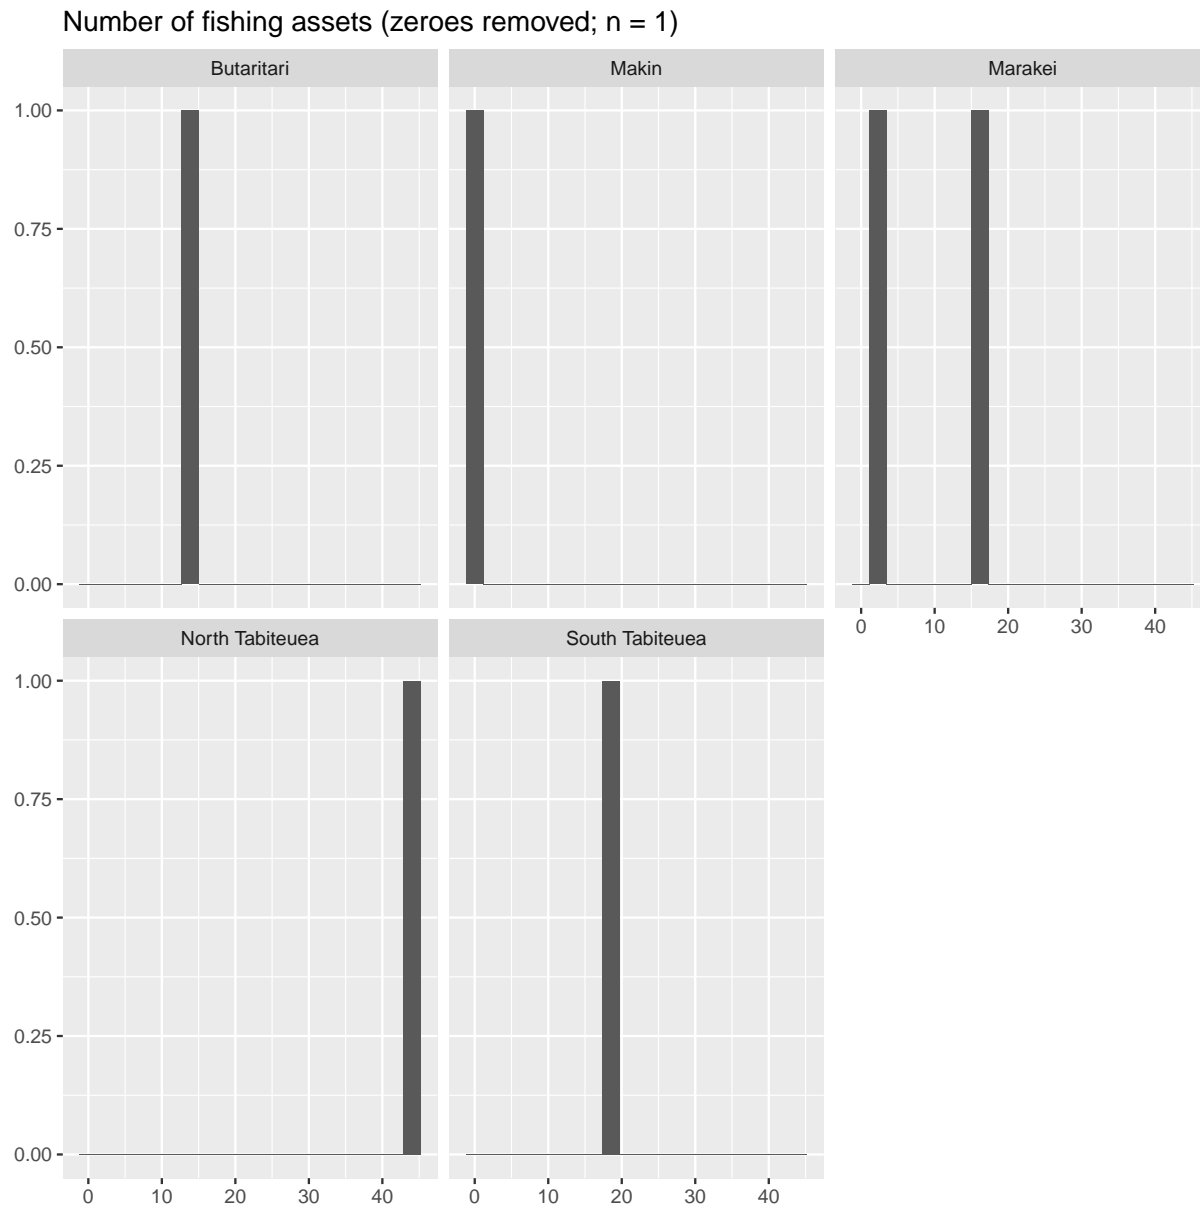 Number of fishing assets (zeroes removed; n = 1)
Butaritari
Makin
Marakei
1.00
0.75
0.50
0.25
0.00
0 10 20 30 40
North Tabiteuea
South Tabiteuea
1.00
0.75
0.50
0.25
0.00
0 10 20 30 40
0 10 20 30 40